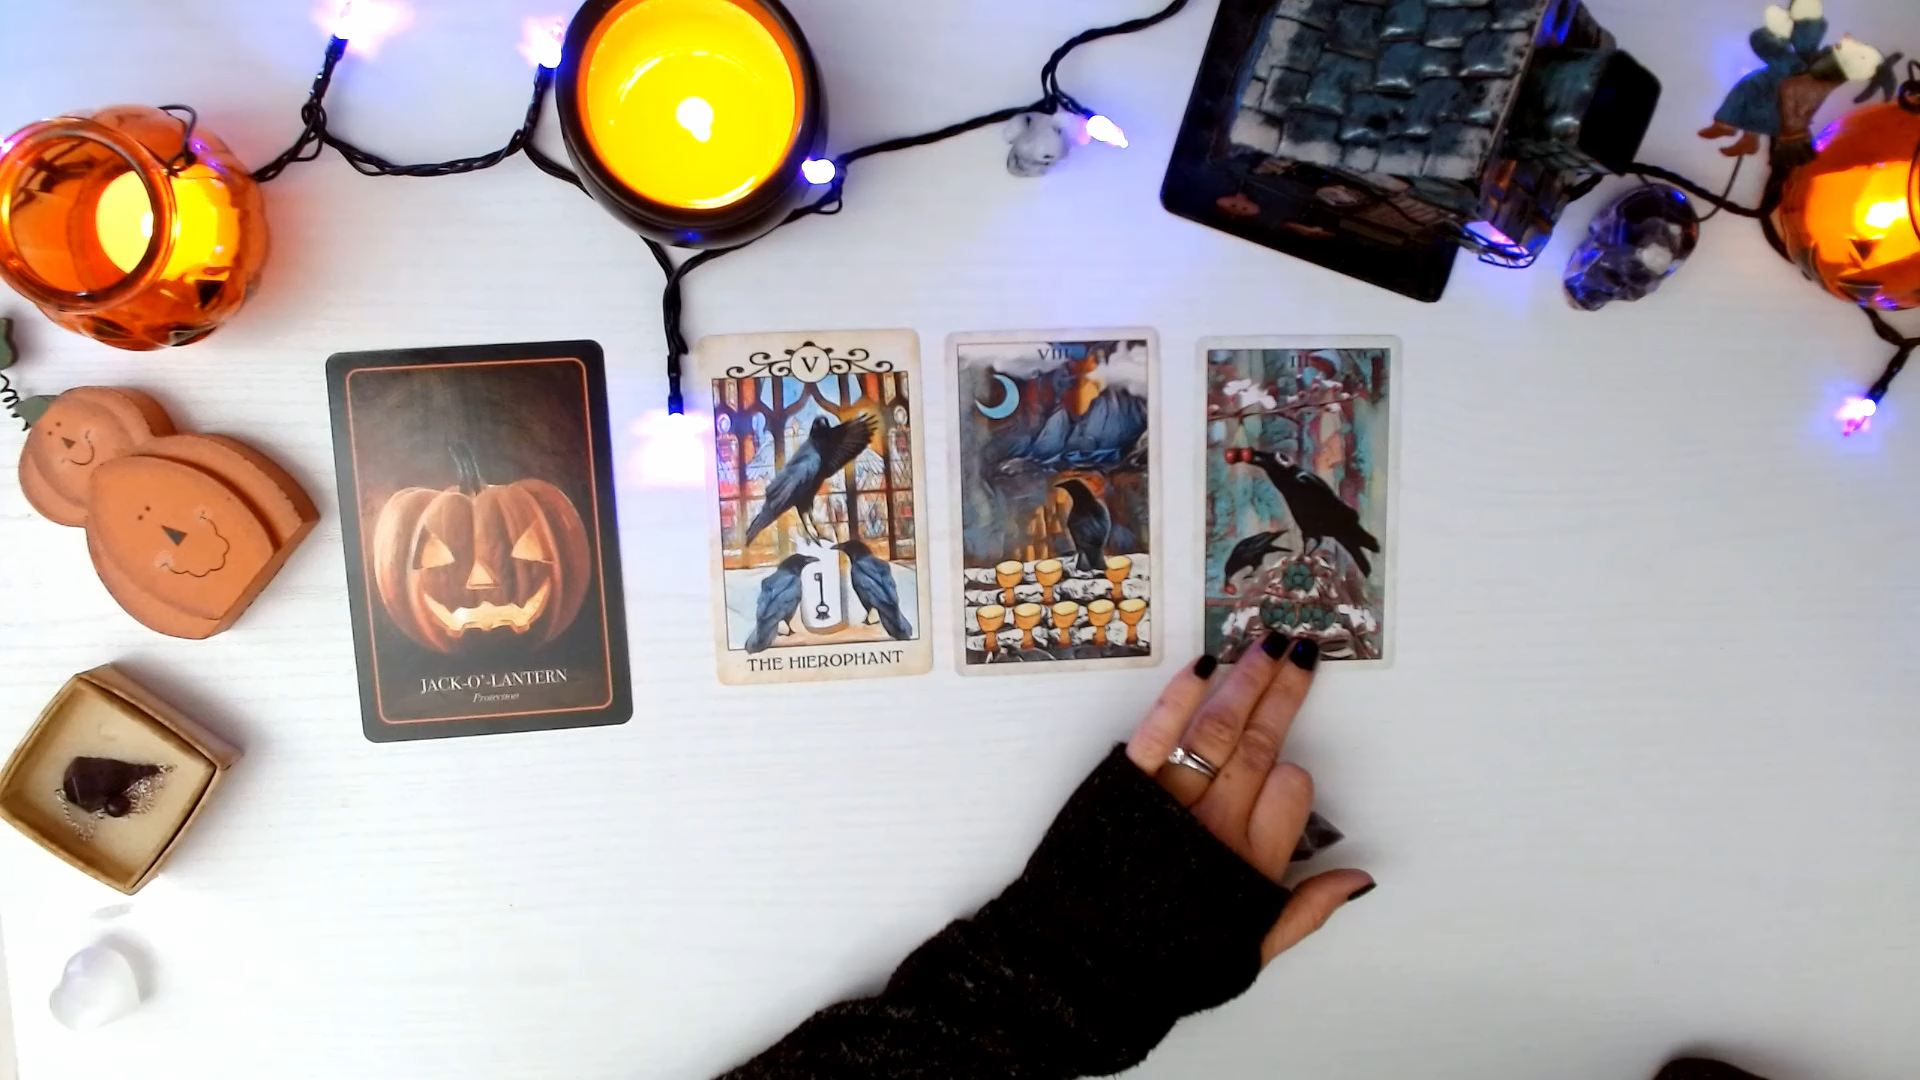 JACK-O'-LANTERN
Protection
V
THE HIEROPHANT
VIII
III